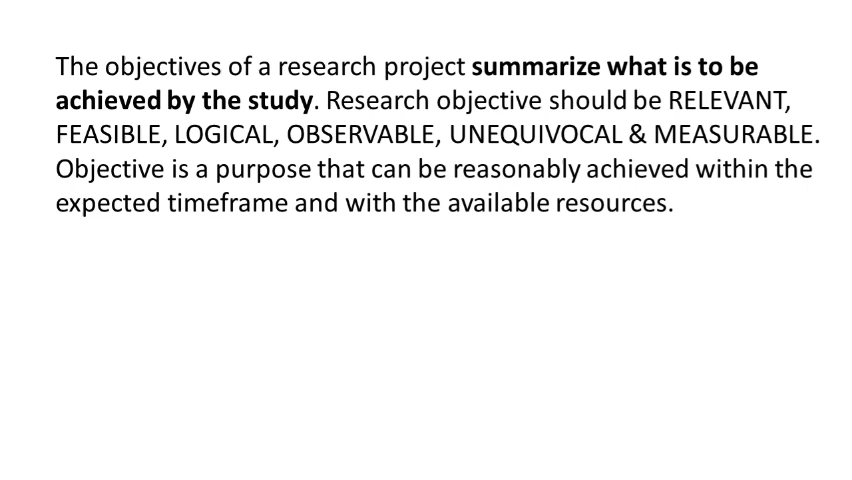 The objectives of a research project summarize what is to be
achieved by the study. Research objective should be RELEVANT,
FEASIBLE, LOGICAL, OBSERVABLE, UNEQUIVOCAL & MEASURABLE.
Objective is a purpose that can be reasonably achieved within the
expected timeframe and with the available resources.